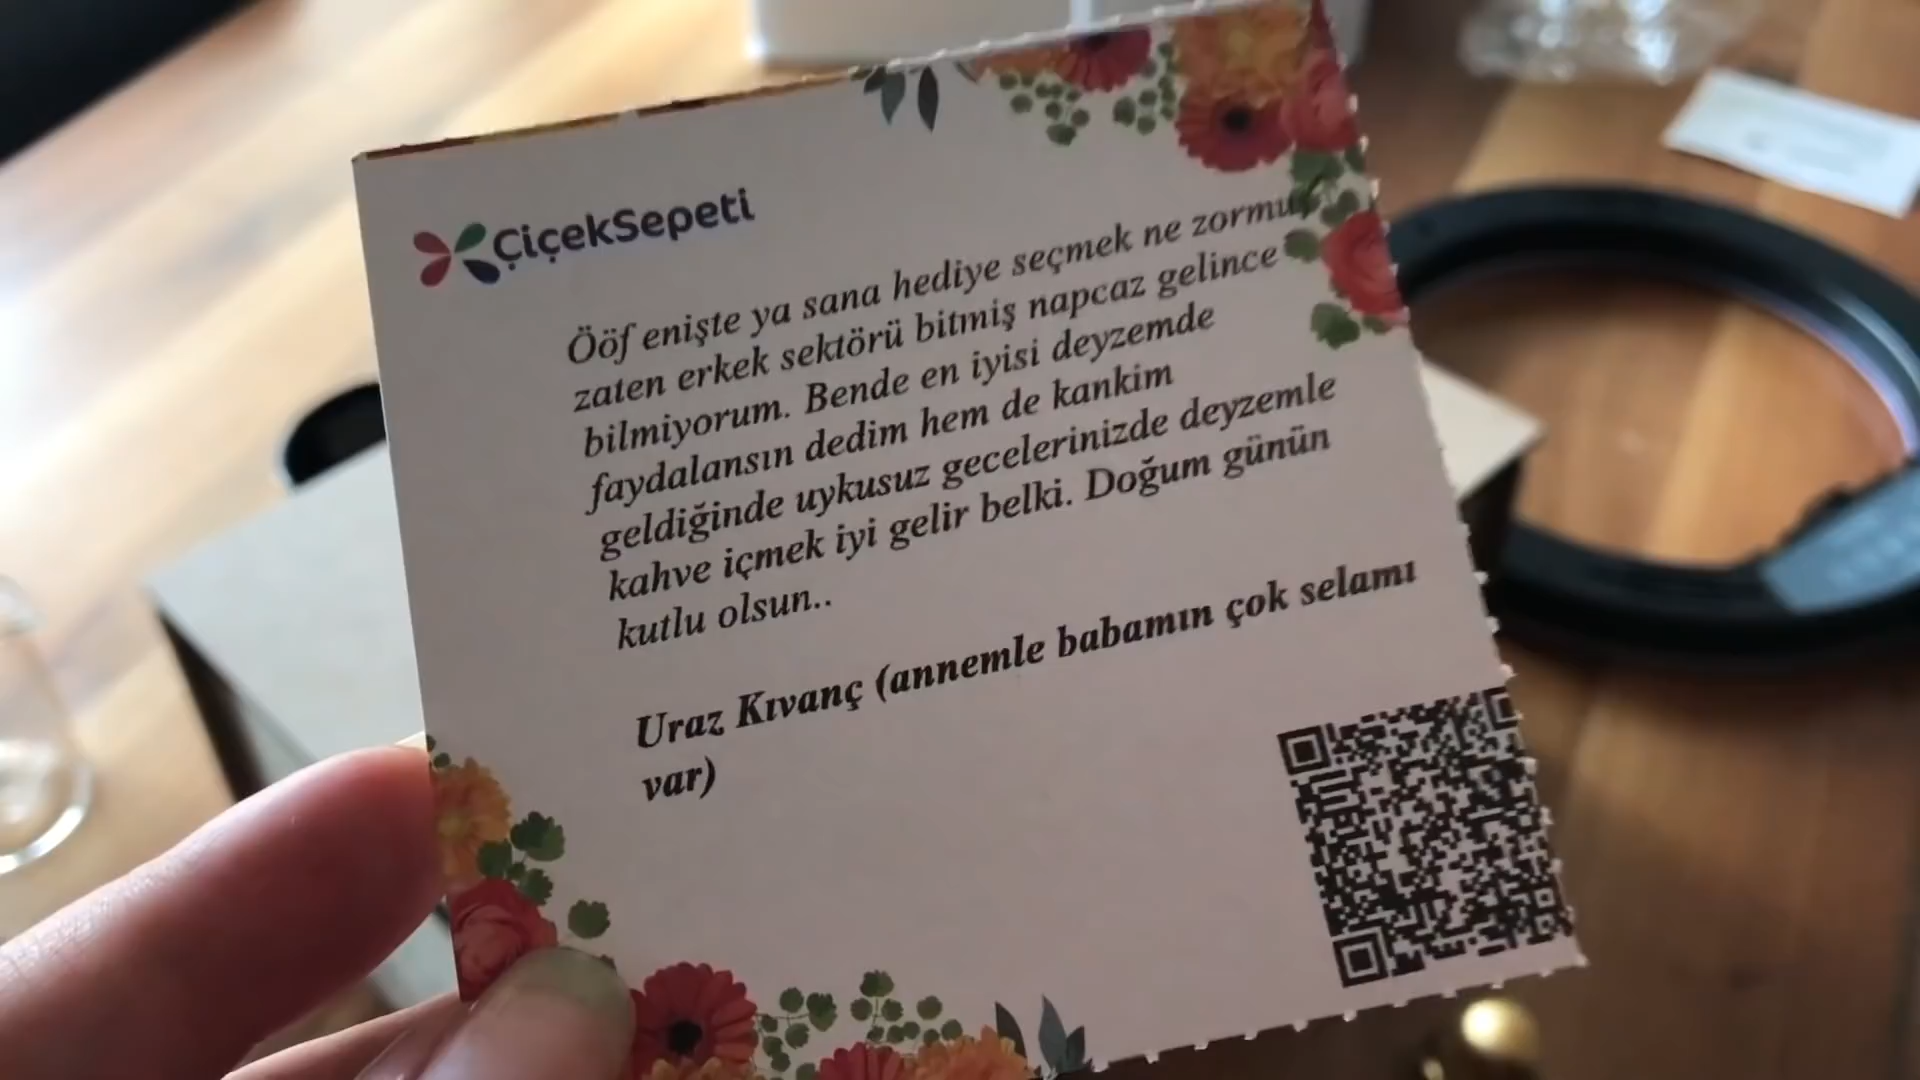 ÇiçekSepeti
Ööf enişte ya sana hediye seçmek ne zormuş
zaten erkek sektörü bitmiş napcaz gelince
bilmiyorum. Bende en iyisi deyzemde
faydalansın dedim hem de kankim
geldiğinde uykusuz gecelerinizde deyzemle
kahve içmek iyi gelir belki. Doğum günün
kutlu olsun..
Uraz Kıvanç (annemle babamın çok selamı
var)